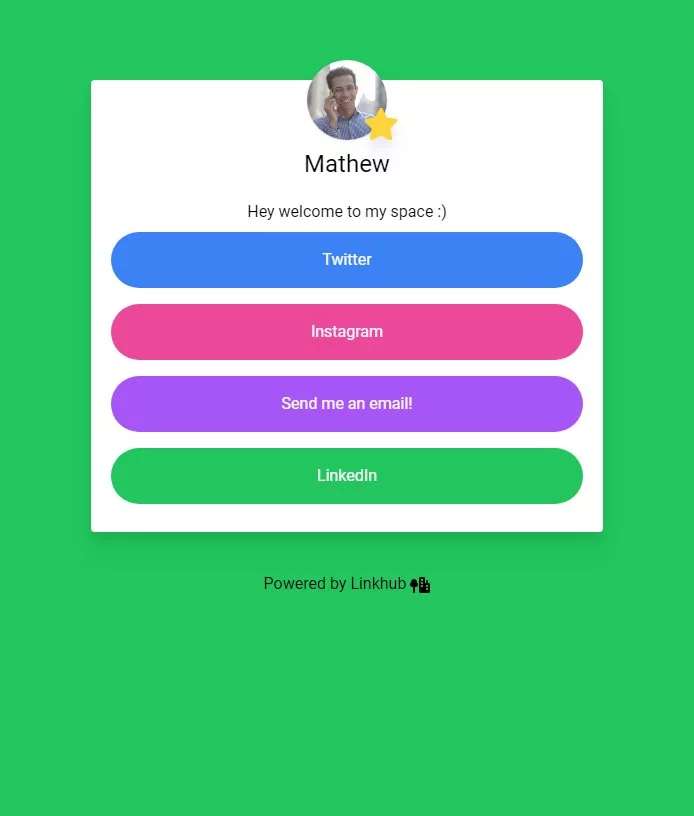 Mathew
Hey welcome to my space :)
Twitter
Instagram
Send me an email!
LinkedIn
Powered by Linkhub